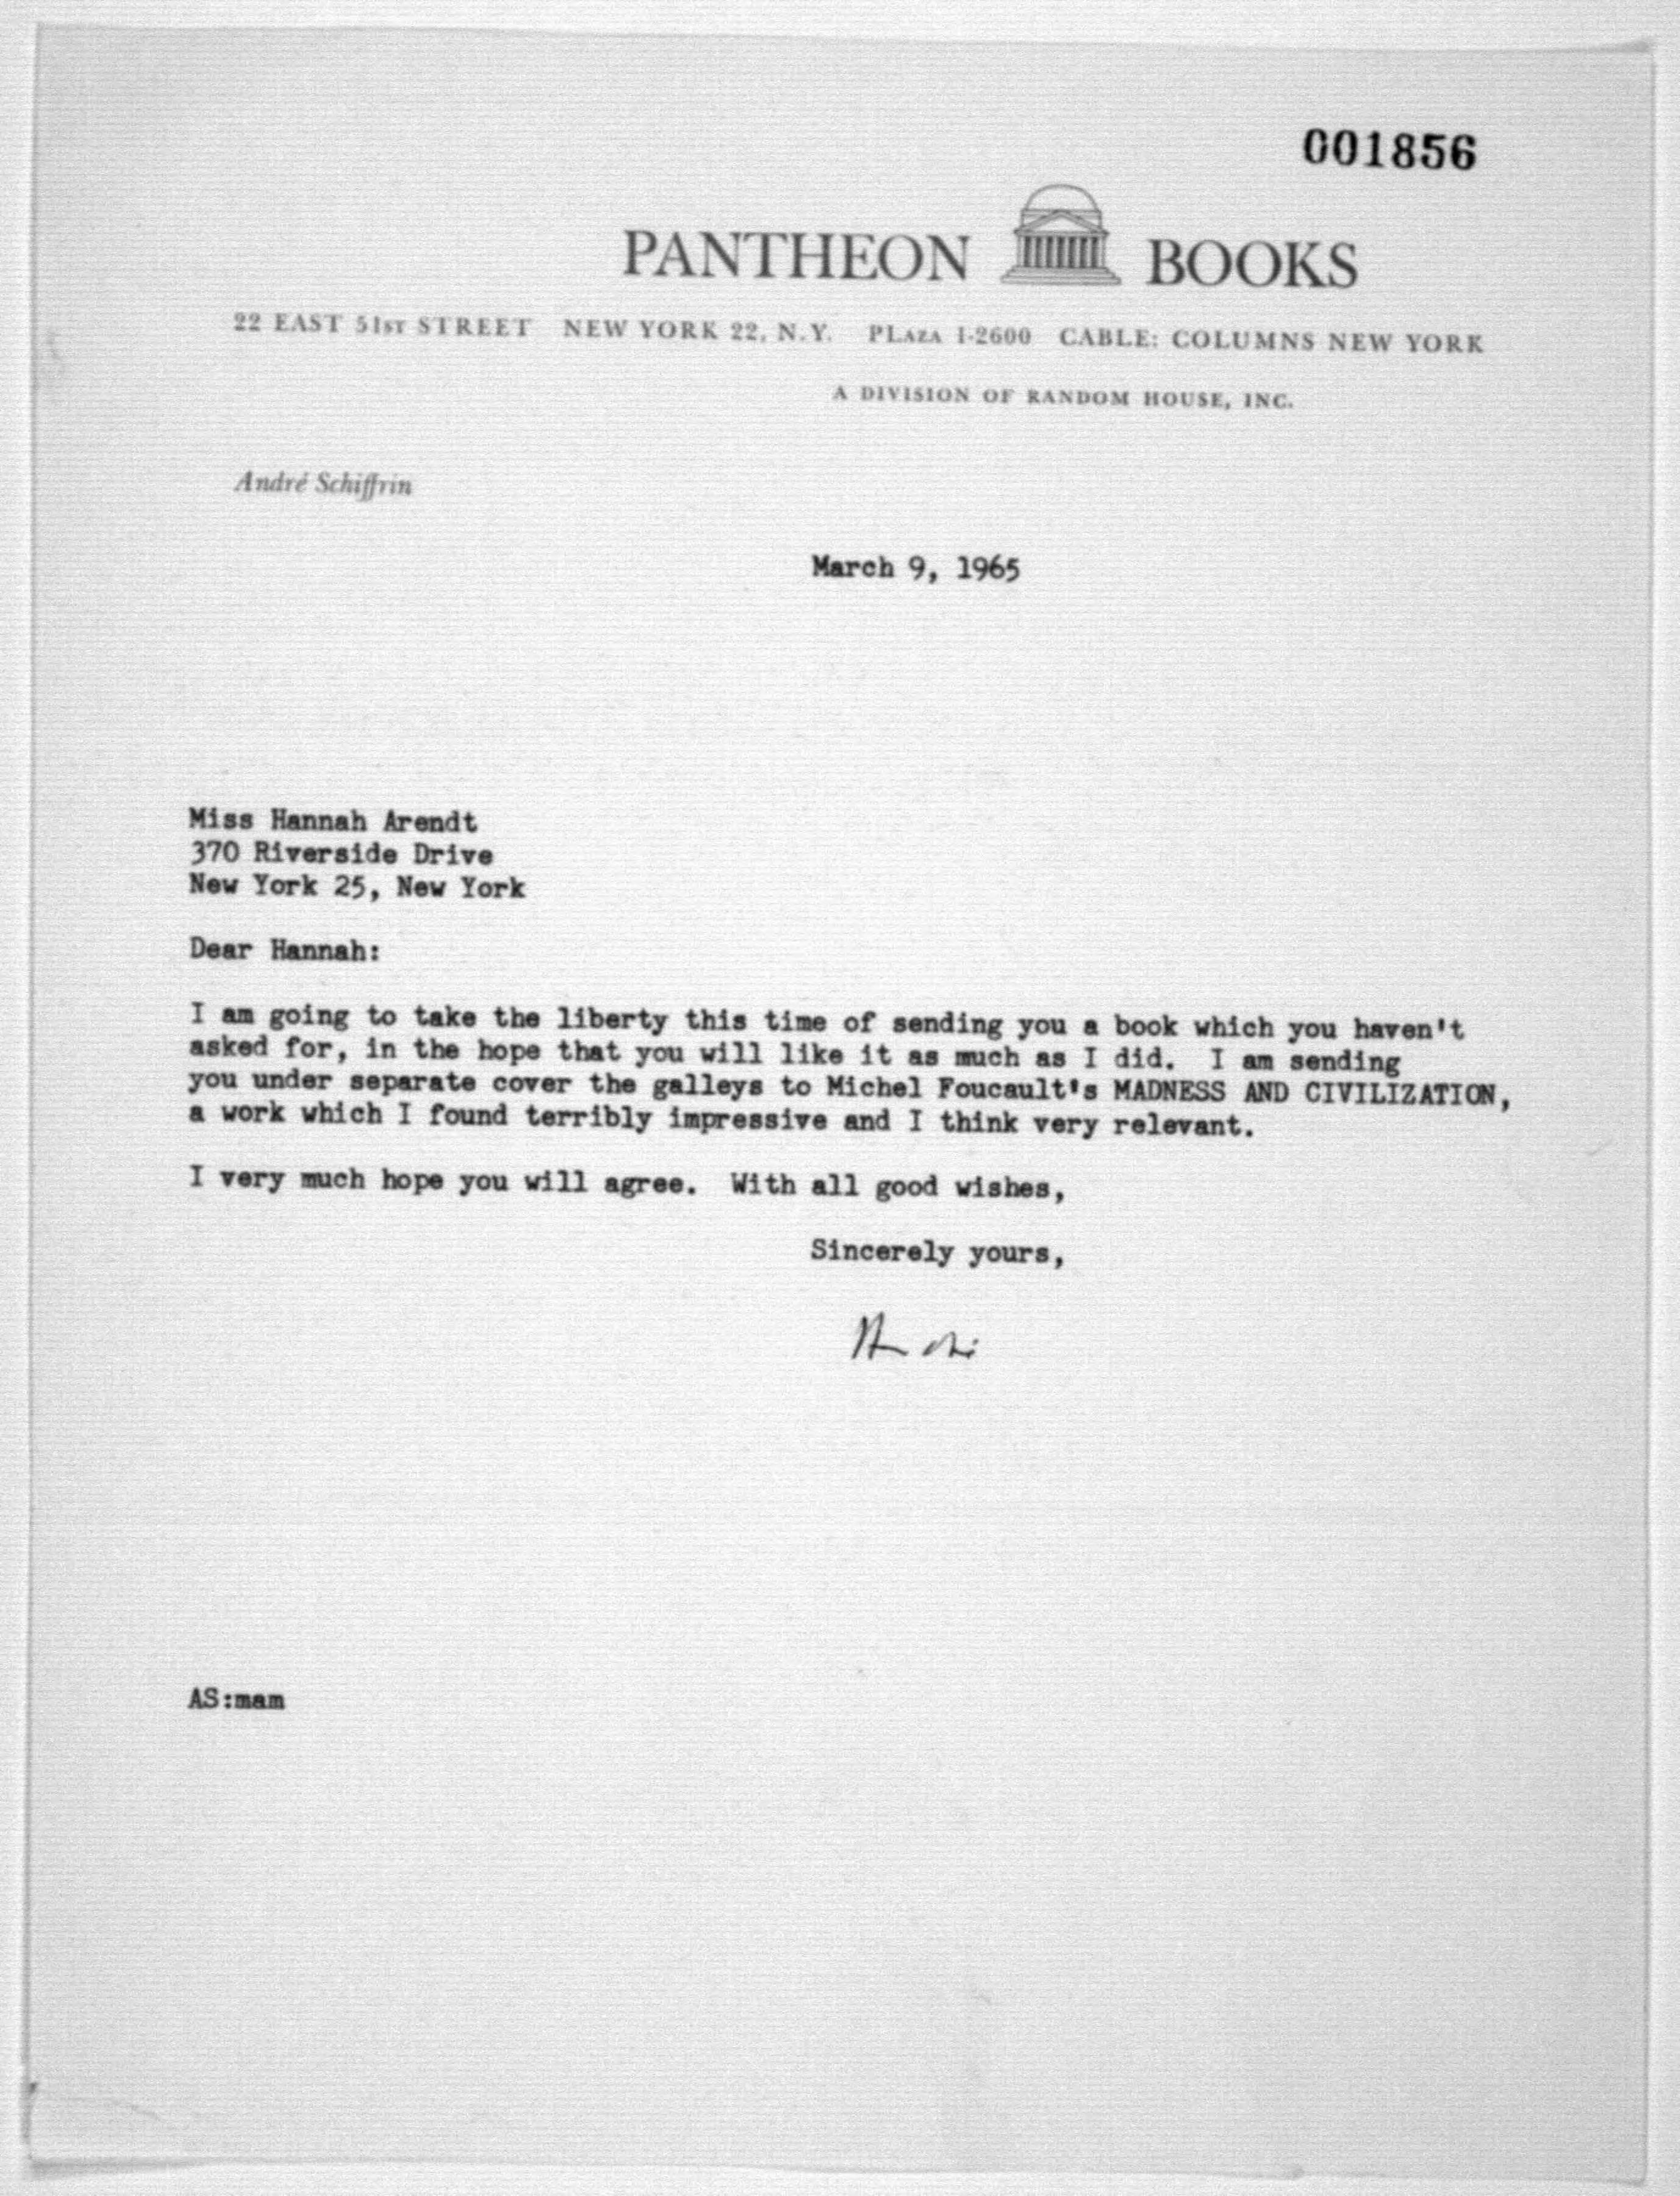 001856
PANTHEON BOOKS
22 EAST 51ST STREET NEW YORK 22, N.Y. PLAZA 1-2600 CABLE: COLUMNS NEW YORK
A DIVISION OF RANDOM HOUSE, INC.
André Schiffrin
March 9, 1965
Miss Hannah Arendt
370 Riverside Drive
New York 25, New York
Dear Hannah:
I am going to take the liberty this time of sending you a book which you haven't
asked for, in the hope that you will like it as much as I did. I am sending
you under separate cover the galleys to Michel Foucault's MADNESS AND CIVILIZATION,
a work which I found terribly impressive and I think very relevant.
I very much hope you will agree. With all good wishes,
Sincerely yours,
AS:mam